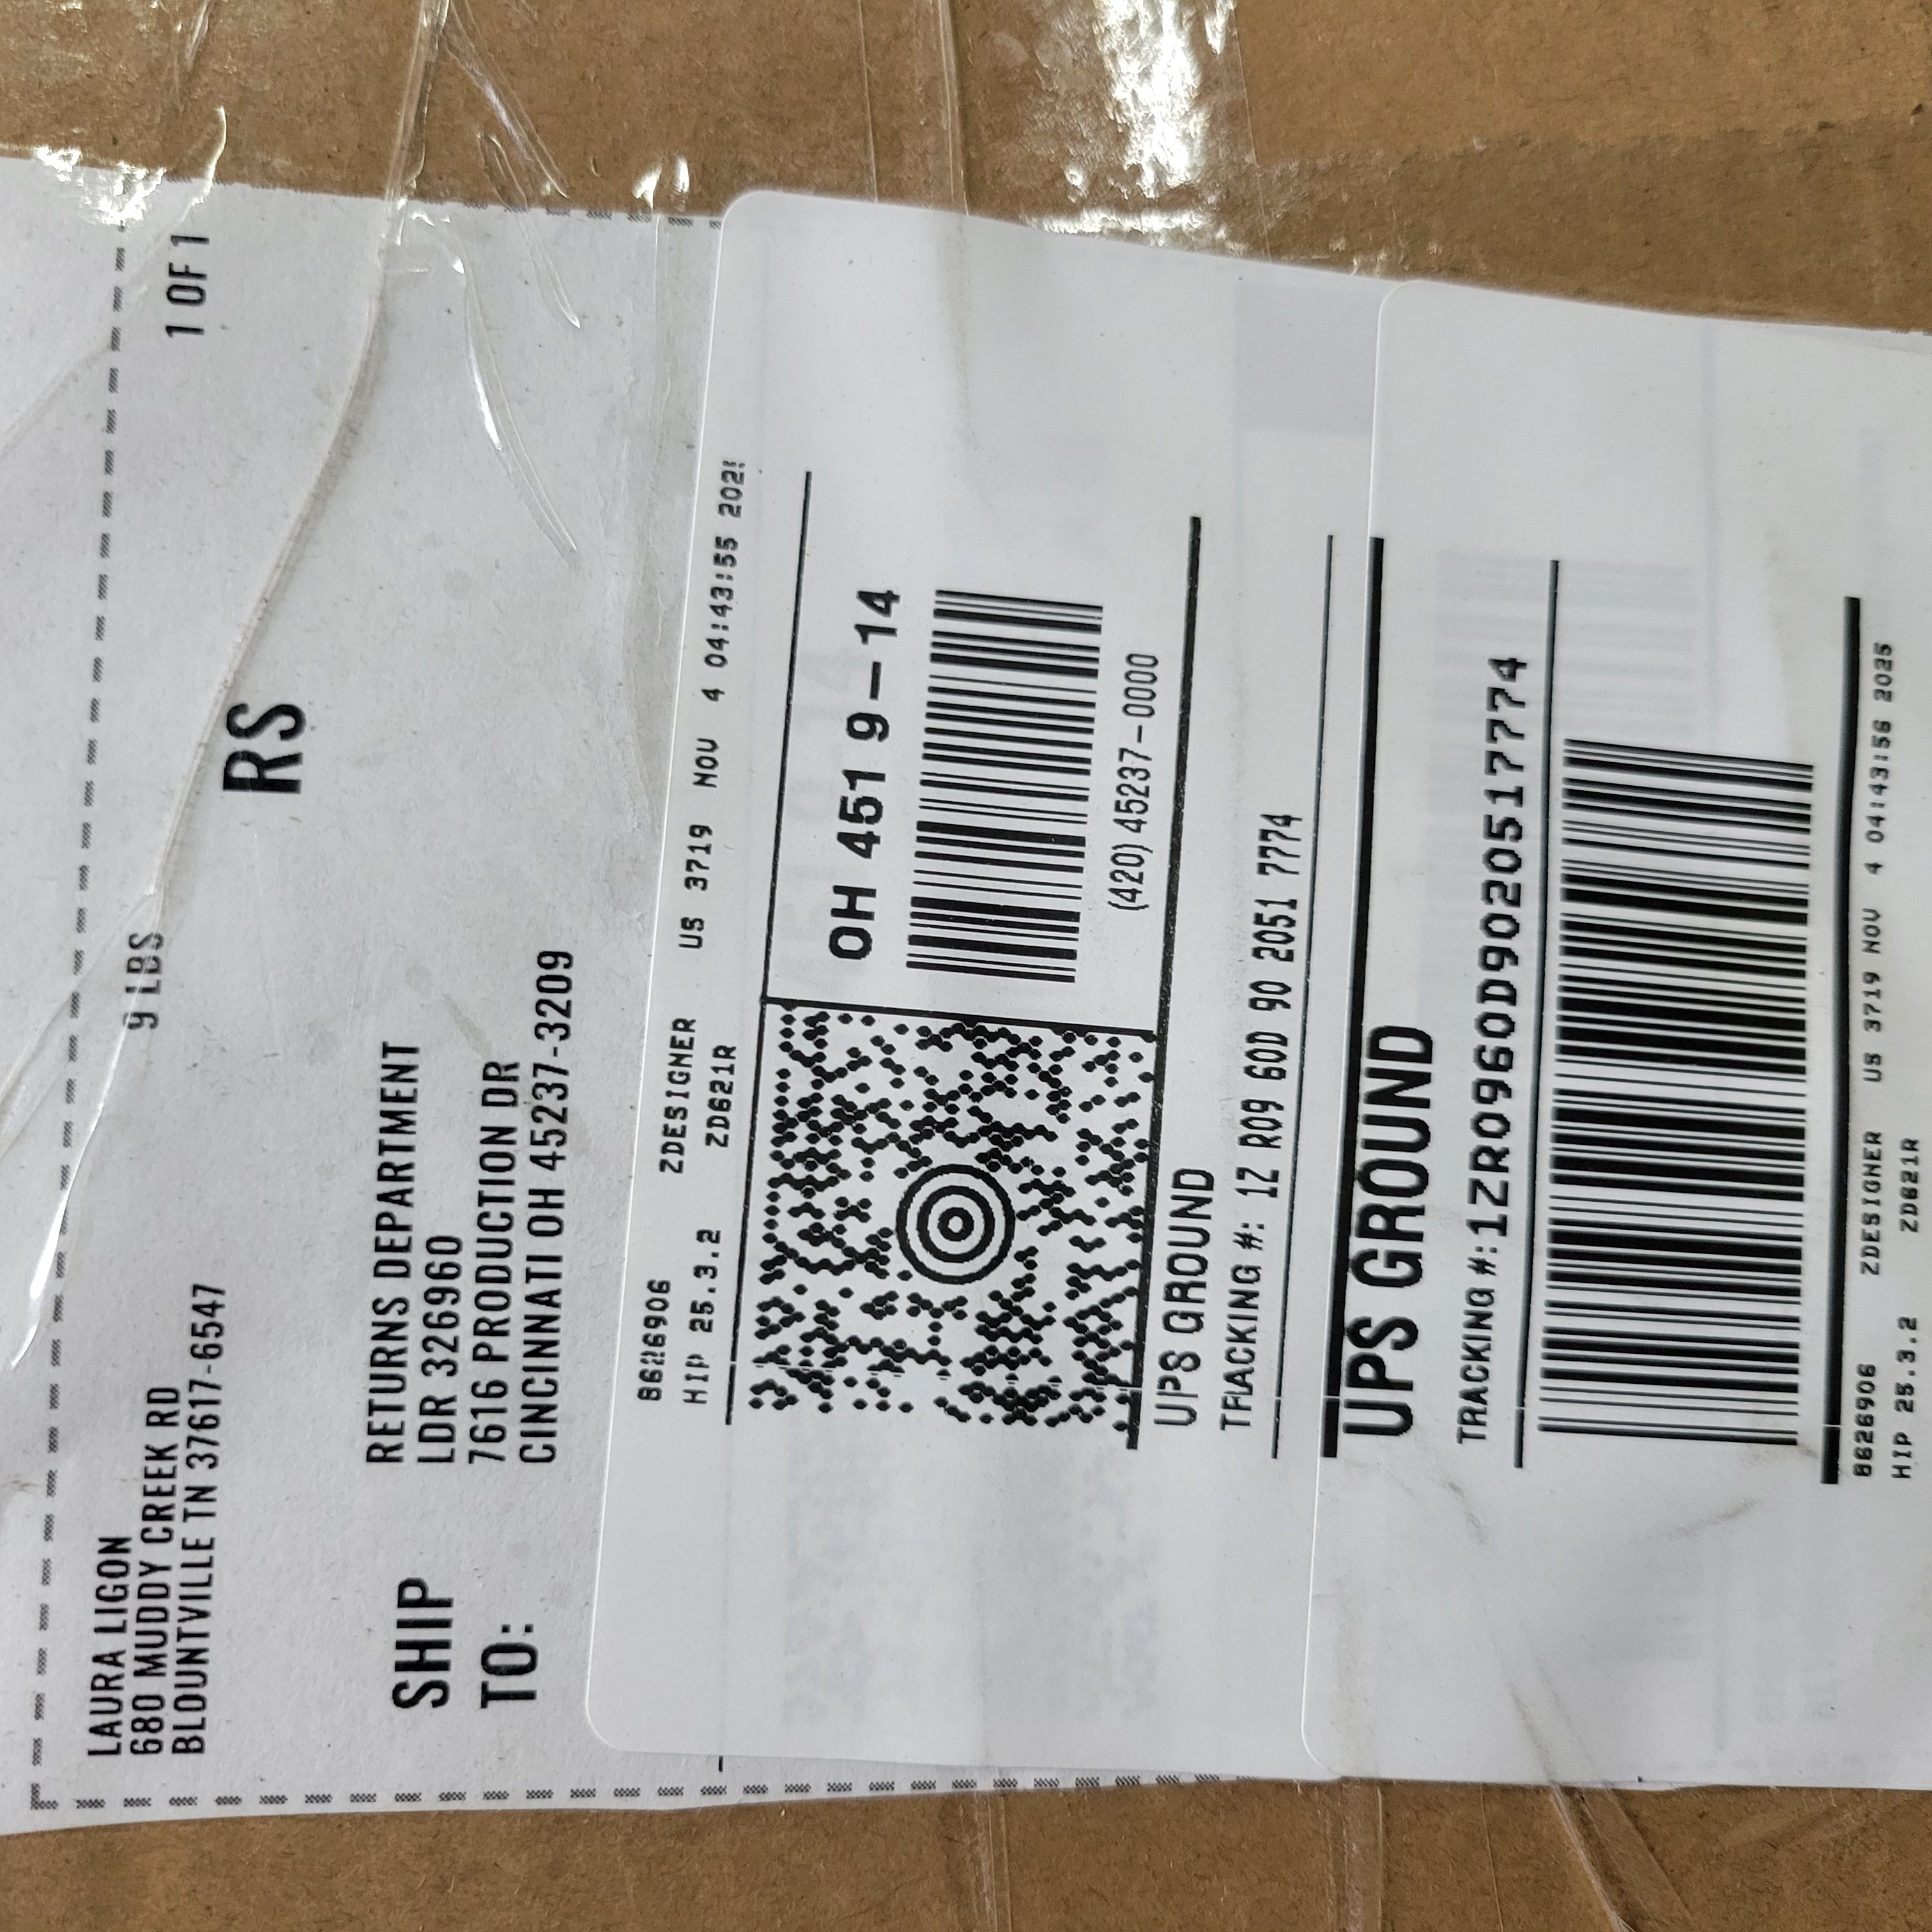 LAURA LIGON
680 MUDDY CREEK RD
BLOUNTVILLE TN 37617-6547
9 LBS
1 OF 1
RS
SHIP
TO:
RETURNS DEPARTMENT
LDR 326960
7616 PRODUCTION DR
CINCINNATI OH 45237-3209
8626906 ZDESIGNER US 3719 NOV 4 04:43:55
HIP 25.3.2 ZD621R
OH 451 9-14
(420) 45237-0000
UPS GROUND
TRACKING #: 1Z R09 60D 90 2051 7774
UPS GROUND
TRACKING #:1ZR0960D9020517774
8626906 ZDESIGNER US 3719 NOV 4 04:43:56 2025
HIP 25.3.2 ZD621R